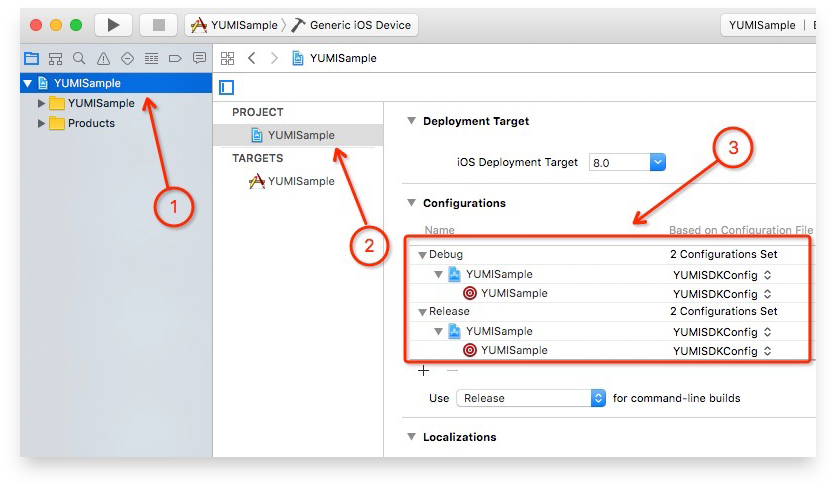 YUMISample
Generic iOS Device
YUMISample
YUMISample
YUMISample
YUMISample
Products
PROJECT
YUMISample
TARGETS
YUMISample
1
2
3
Deployment Target
iOS Deployment Target 8.0
Configurations
Name Based on Configuration File
Debug 2 Configurations Set
YUMISample YUMISDKConfig
YUMISample YUMISDKConfig
Release 2 Configurations Set
YUMISample YUMISDKConfig
YUMISample YUMISDKConfig
+ —
Use Release for command-line builds
Localizations